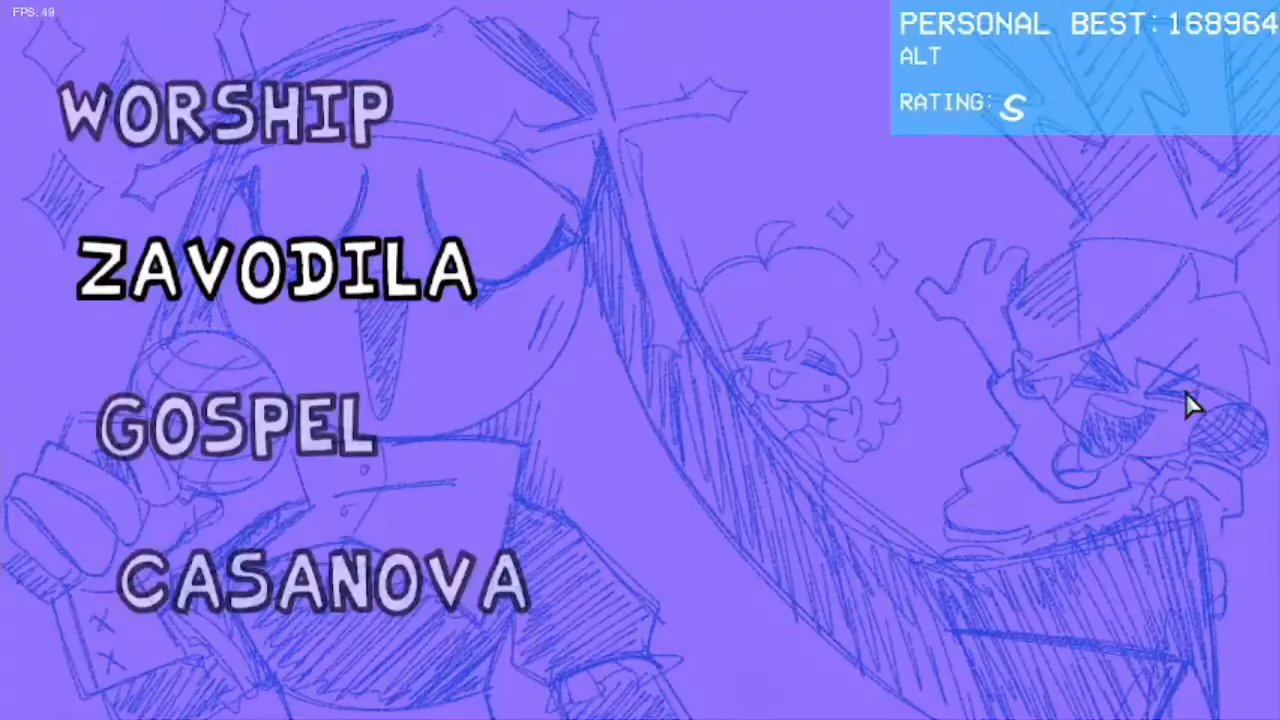 FPS: 49
PERSONAL BEST: 168964
ALT
RATING: S
WORSHIP
ZAVODILA
GOSPEL
CASANOVA